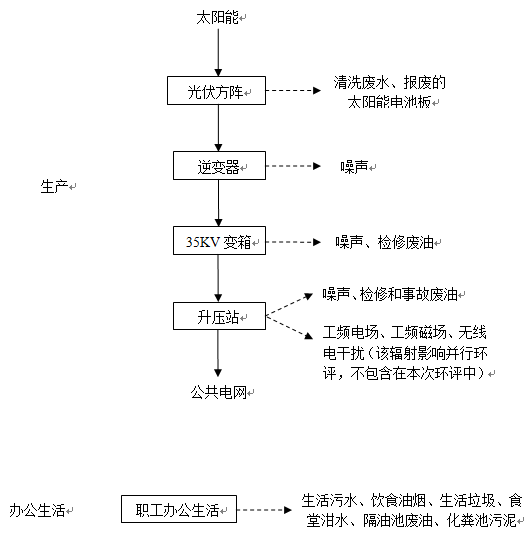 太阳能
光伏方阵
清洗废水、报废的
太阳能电池板
逆变器
噪声
生产
35KV 变箱
噪声、检修废油
升压站
噪声、检修和事故废油
工频电场、工频磁场、无线
电干扰（该辐射影响并行环
评，不包含在本次环评中）
公共电网
办公生活
职工办公生活
生活污水、饮食油烟、生活垃圾、食
堂泔水、隔油池废油、化粪池污泥